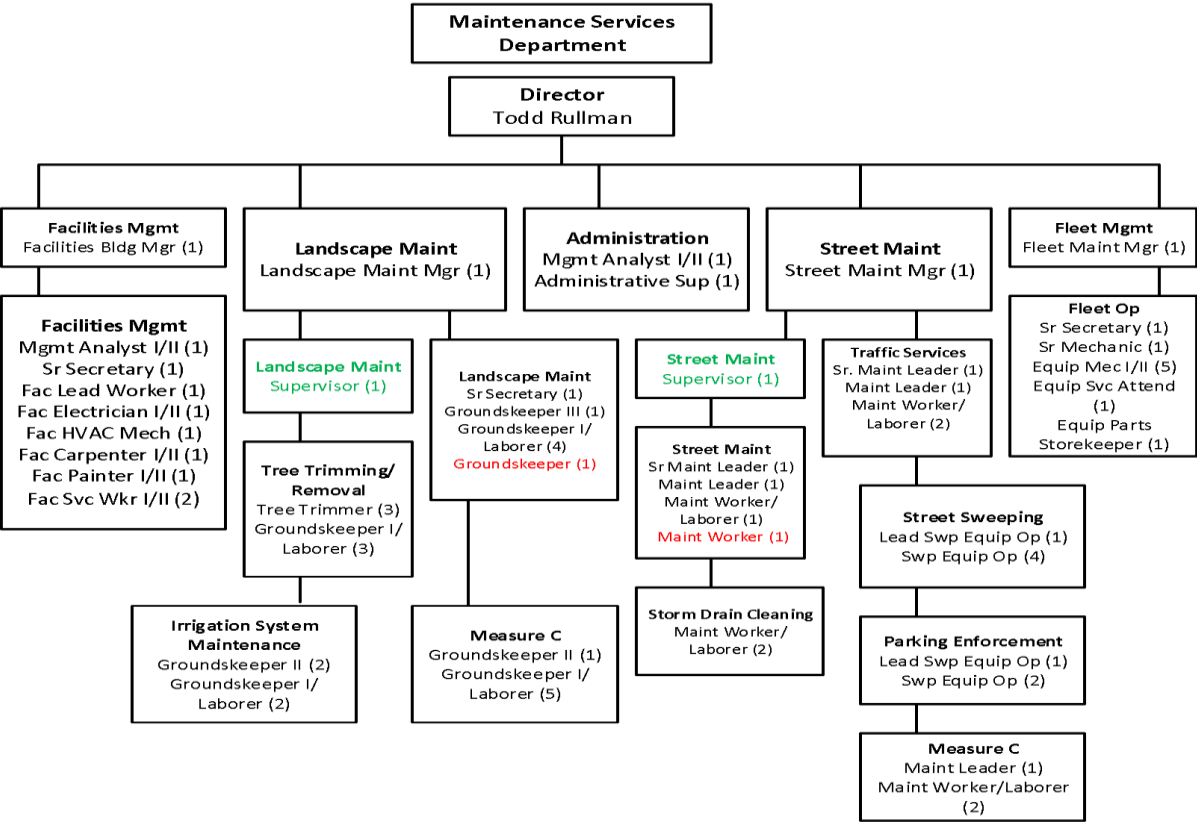 Maintenance Services
Department
Director
Todd Rullman
Facilities Mgmt
Facilities Bldg Mgr (1)
Landscape Maint
Landscape Maint Mgr (1)
Administration
Mgmt Analyst I/II (1)
Administrative Sup (1)
Street Maint
Street Maint Mgr (1)
Fleet Mgmt
Fleet Maint Mgr (1)
Facilities Mgmt
Mgmt Analyst I/II (1)
Sr Secretary (1)
Fac Lead Worker (1)
Fac Electrician I/II (1)
Fac HVAC Mech (1)
Fac Carpenter I/II (1)
Fac Painter I/II (1)
Fac Svc Wkr I/II (2)
Landscape Maint
Supervisor (1)
Tree Trimming/
Removal
Tree Trimmer (3)
Groundskeeper I/
Laborer (3)
Irrigation System
Maintenance
Groundskeeper II (2)
Groundskeeper I/
Laborer (2)
Landscape Maint
Sr Secretary (1)
Groundskeeper III (1)
Groundskeeper I/
Laborer (4)
Groundskeeper (1)
Measure C
Groundskeeper II (1)
Groundskeeper I/
Laborer (5)
Street Maint
Supervisor (1)
Street Maint
Sr Maint Leader (1)
Maint Leader (1)
Maint Worker/
Laborer (1)
Maint Worker (1)
Storm Drain Cleaning
Maint Worker/
Laborer (2)
Traffic Services
Sr. Maint Leader (1)
Maint Leader (1)
Maint Worker/
Laborer (2)
Street Sweeping
Lead Swp Equip Op (1)
Swp Equip Op (4)
Parking Enforcement
Lead Swp Equip Op (1)
Swp Equip Op (2)
Measure C
Maint Leader (1)
Maint Worker/Laborer
(2)
Fleet Op
Sr Secretary (1)
Sr Mechanic (1)
Equip Mec I/II (5)
Equip Svc Attend
(1)
Equip Parts
Storekeeper (1)